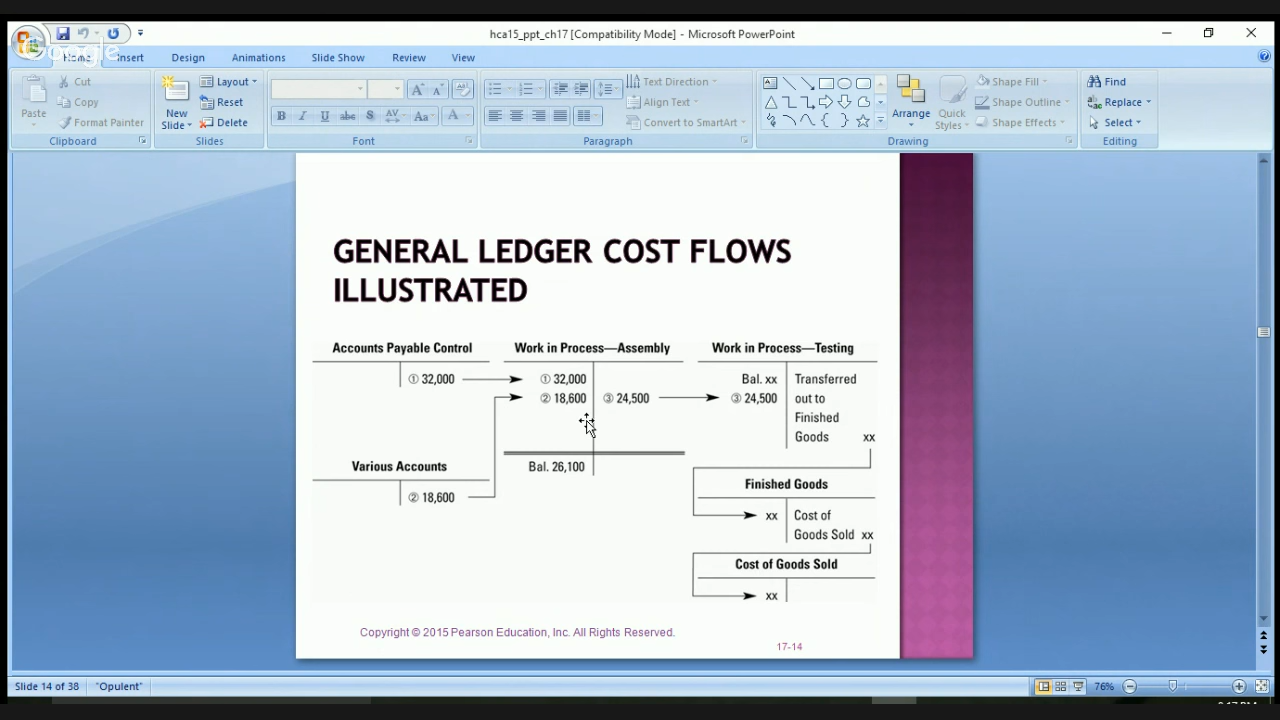 hca15_ppt_ch17 [Compatibility Mode] - Microsoft PowerPoint
Google
Home Insert Design Animations Slide Show Review View
Paste
Cut
Copy
Format Painter
Clipboard
New Slide
Layout
Reset
Delete
Slides
B I U abc AV Aa A
Font
Text Direction
Align Text
Convert to SmartArt
Paragraph
Arrange
Quick Styles
Shape Fill
Shape Outline
Shape Effects
Drawing
Find
Replace
Select
Editing
GENERAL LEDGER COST FLOWS
ILLUSTRATED
Accounts Payable Control
① 32,000
Various Accounts
② 18,600
Work in Process—Assembly
① 32,000
② 18,600 ③ 24,500
Bal. 26,100
Work in Process—Testing
Bal. xx Transferred
③ 24,500 out to
Finished
Goods xx
Finished Goods
xx Cost of
Goods Sold xx
Cost of Goods Sold
xx
Copyright © 2015 Pearson Education, Inc. All Rights Reserved.
17-14
Slide 14 of 38 "Opulent" 76%